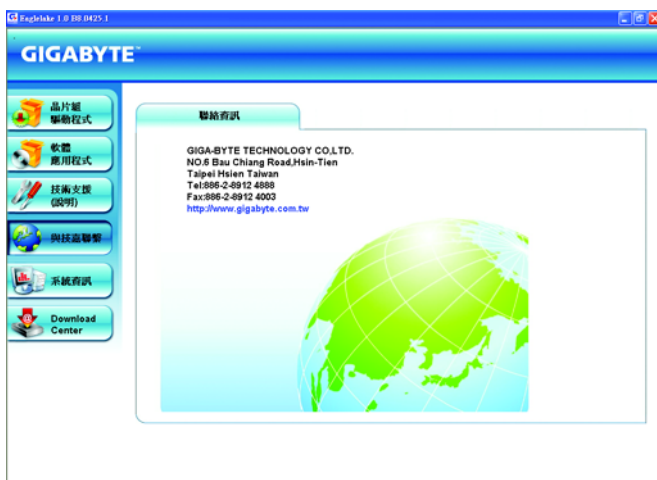 Eaglelake 1.0 B8.0425.1
GIGABYTE™
晶片組
驅動程式
軟體
應用程式
技術支援
(說明)
與技嘉聯繫
系統資訊
Download
Center
聯絡資訊
GIGA-BYTE TECHNOLOGY CO,LTD.
NO.6 Bau Chiang Road,Hsin-Tien
Taipei Hsien Taiwan
Tel:886-2-8912 4888
Fax:886-2-8912 4003
http://www.gigabyte.com.tw